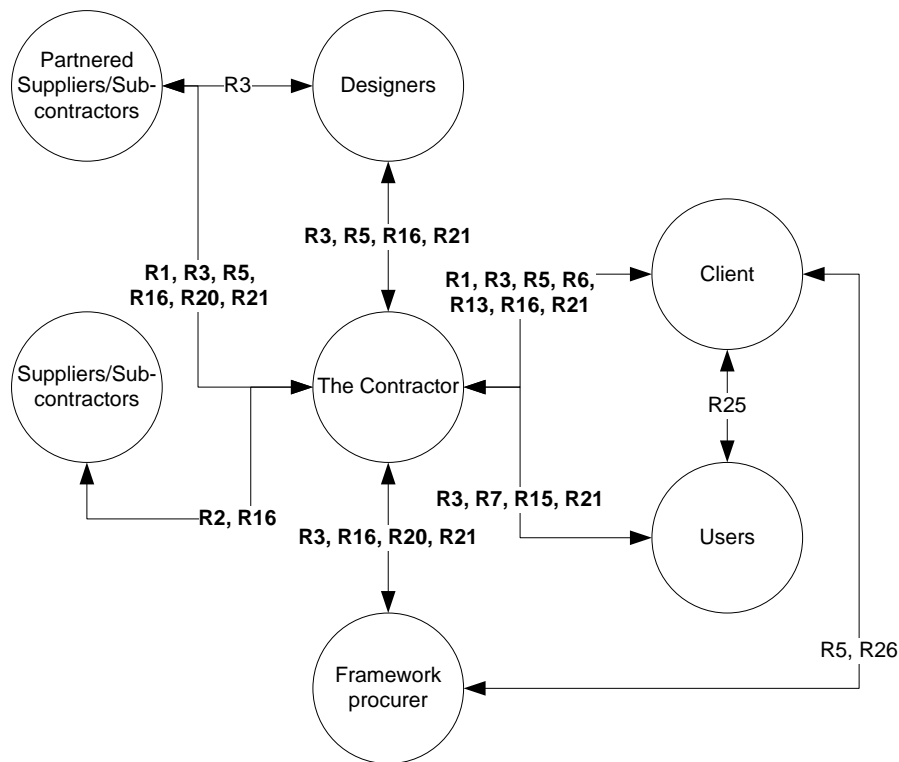 Partnered
Suppliers/Sub-
contractors
R3
Designers
R3, R5, R16, R21
R1, R3, R5,
R16, R20, R21
R1, R3, R5, R6,
R13, R16, R21
Client
Suppliers/Sub-
contractors
The Contractor
R25
R2, R16
R3, R7, R15, R21
R3, R16, R20, R21
Users
R5, R26
Framework
procurer